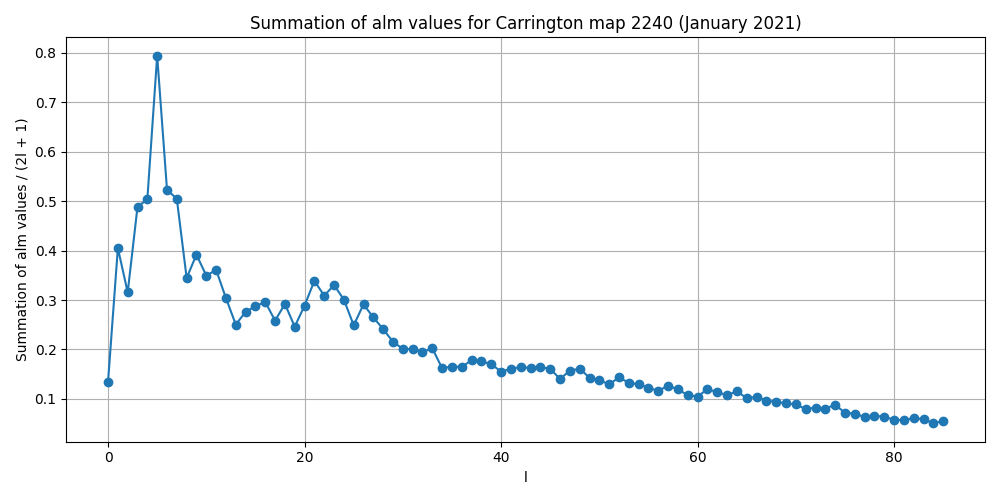 Summation of alm values for Carrington map 2240 (January 2021)
Summation of alm values / (2l + 1)
0.8
0.7
0.6
0.5
0.4
0.3
0.2
0.1
0 20 40 60 80
l